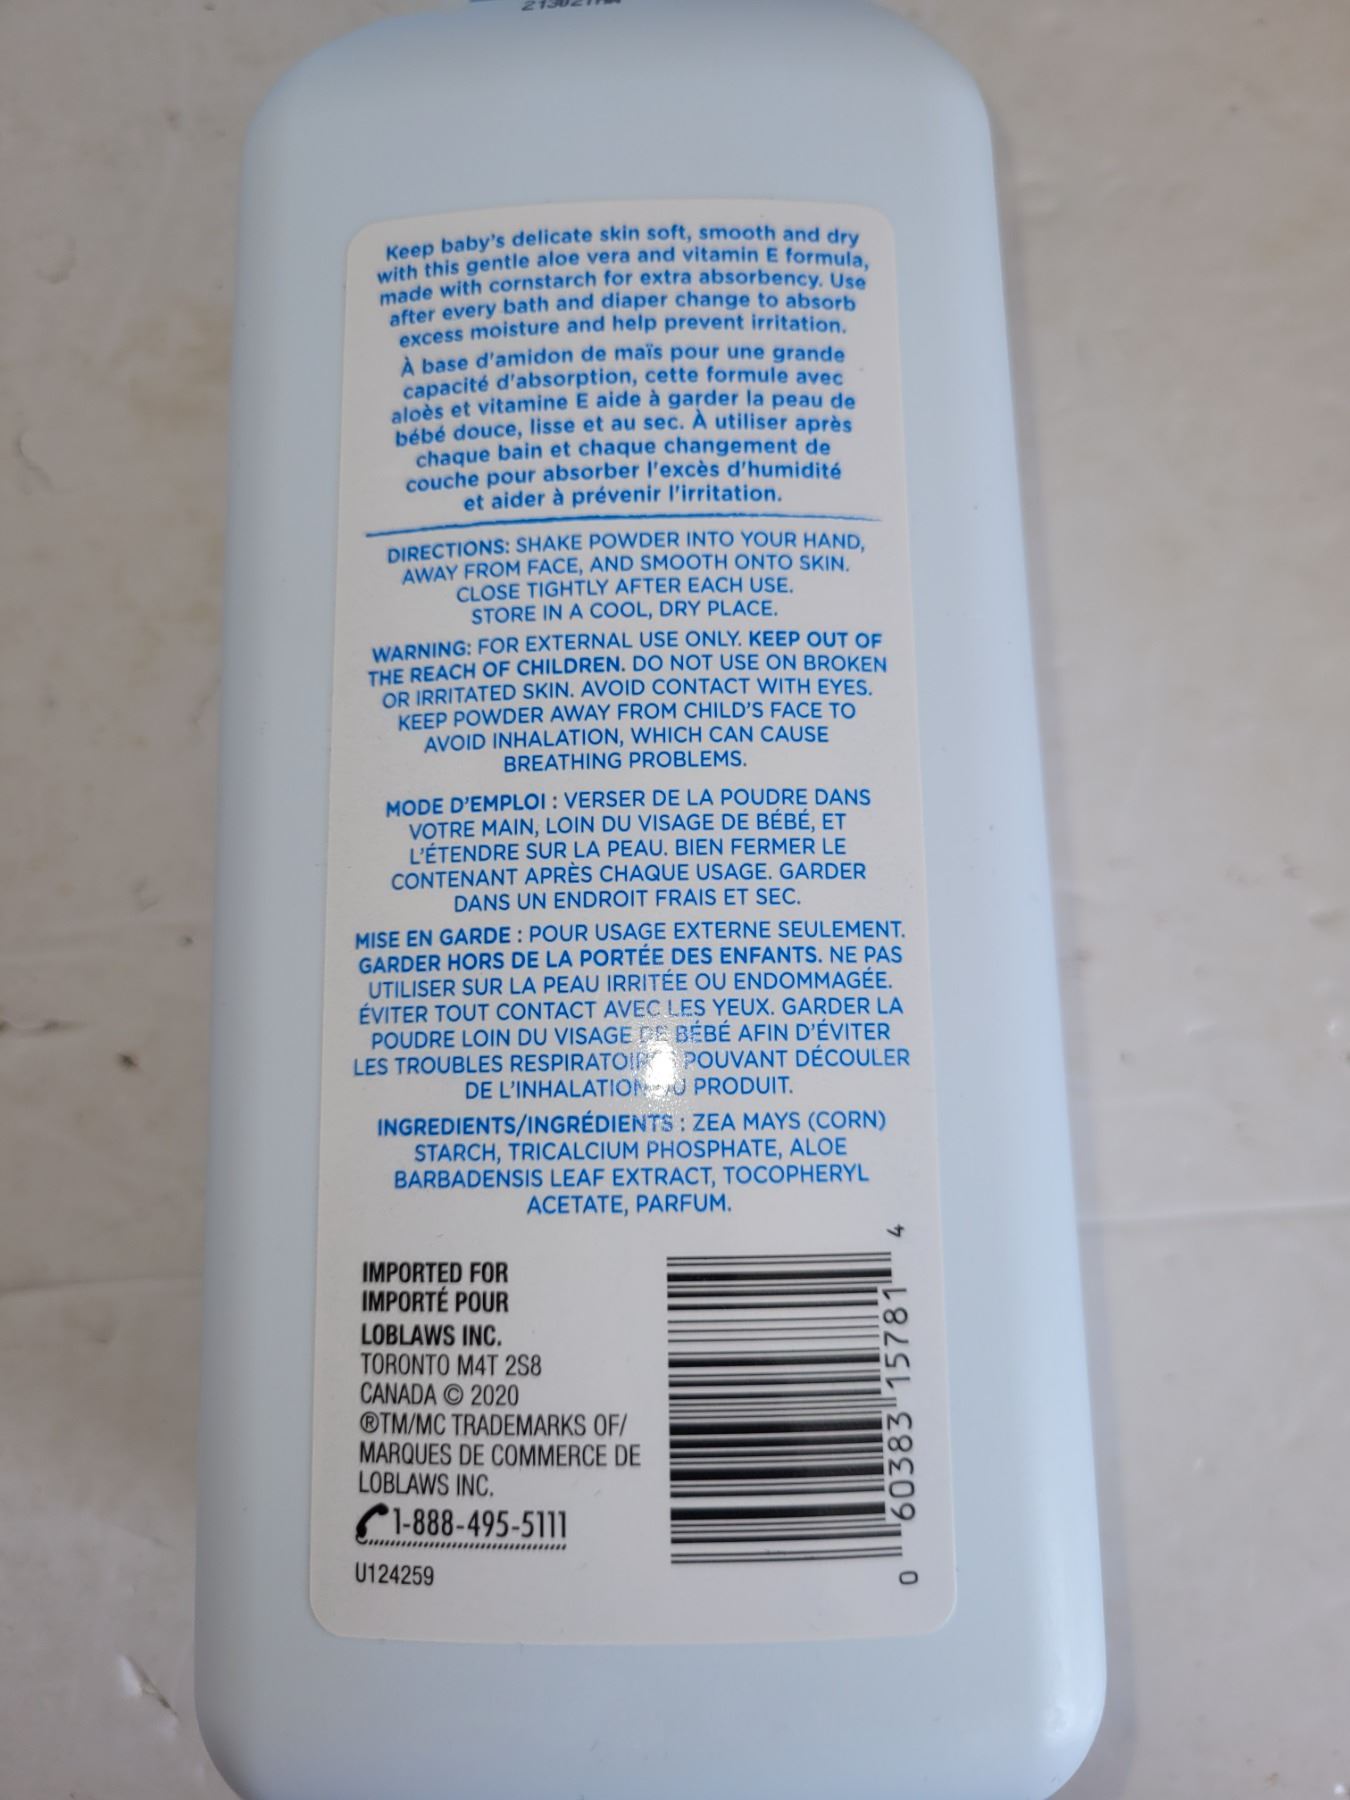 Keep baby's delicate skin soft, smooth and dry
with this gentle aloe vera and vitamin E formula,
made with cornstarch for extra absorbency. Use
after every bath and diaper change to absorb
excess moisture and help prevent irritation.
À base d'amidon de maïs pour une grande
capacité d'absorption, cette formule avec
aloès et vitamine E aide à garder la peau de
bébé douce, lisse et au sec. À utiliser après
chaque bain et chaque changement de
couche pour absorber l'excès d'humidité
et aider à prévenir l'irritation.
DIRECTIONS: SHAKE POWDER INTO YOUR HAND,
AWAY FROM FACE, AND SMOOTH ONTO SKIN.
CLOSE TIGHTLY AFTER EACH USE.
STORE IN A COOL, DRY PLACE.
WARNING: FOR EXTERNAL USE ONLY. KEEP OUT OF
THE REACH OF CHILDREN. DO NOT USE ON BROKEN
OR IRRITATED SKIN. AVOID CONTACT WITH EYES.
KEEP POWDER AWAY FROM CHILD'S FACE TO
AVOID INHALATION, WHICH CAN CAUSE
BREATHING PROBLEMS.
MODE D'EMPLOI : VERSER DE LA POUDRE DANS
VOTRE MAIN, LOIN DU VISAGE DE BÉBÉ, ET
L'ÉTENDRE SUR LA PEAU. BIEN FERMER LE
CONTENANT APRÈS CHAQUE USAGE. GARDER
DANS UN ENDROIT FRAIS ET SEC.
MISE EN GARDE : POUR USAGE EXTERNE SEULEMENT.
GARDER HORS DE LA PORTÉE DES ENFANTS. NE PAS
UTILISER SUR LA PEAU IRRITÉE OU ENDOMMAGÉE.
ÉVITER TOUT CONTACT AVEC LES YEUX. GARDER LA
POUDRE LOIN DU VISAGE DE BÉBÉ AFIN D'ÉVITER
LES TROUBLES POUVANT DÉCOULER
DE L'INHALATION PRODUIT.
INGREDIENTS/INGRÉDIENTS : ZEA MAYS (CORN)
STARCH, TRICALCIUM PHOSPHATE, ALOE
BARBADENSIS LEAF EXTRACT, TOCOPHERYL
ACETATE, PARFUM.
IMPORTED FOR
IMPORTÉ POUR
LOBLAWS INC.
TORONTO M4T 2S8
CANADA © 2020
®TM/MC TRADEMARKS OF/
MARQUES DE COMMERCE DE
LOBLAWS INC.
1-888-495-5111
U124259
0 60383 15781 4